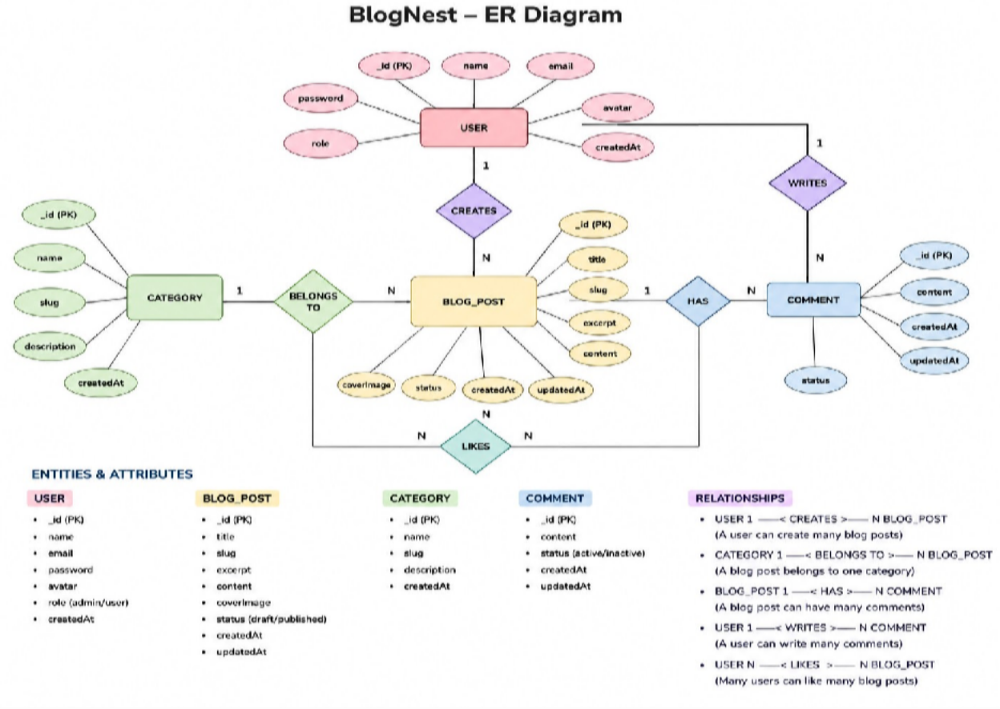 BlogNest – ER Diagram
_id (PK)
name
email
password
avatar
USER
role
createdAt
1
1
WRITES
CREATES
_id (PK)
_id (PK)
N
N
_id (PK)
name
title
slug
1
BELONGS
TO
N
BLOG_POST
1
HAS
N
COMMENT
content
CATEGORY
slug
excerpt
createdAt
description
content
updatedAt
createdAt
coverImage
status
createdAt
updatedAt
status
N
N
N
LIKES
ENTITIES & ATTRIBUTES
USER
• _id (PK)
• name
• email
• password
• avatar
• role (admin/user)
• createdAt
BLOG_POST
• _id (PK)
• title
• slug
• excerpt
• content
• coverImage
• status (draft/published)
• createdAt
• updatedAt
CATEGORY
• _id (PK)
• name
• slug
• description
• createdAt
COMMENT
• _id (PK)
• content
• status (active/inactive)
• createdAt
• updatedAt
RELATIONSHIPS
• USER 1 ——< CREATES >—— N BLOG_POST
(A user can create many blog posts)
• CATEGORY 1 ——< BELONGS TO >—— N BLOG_POST
(A blog post belongs to one category)
• BLOG_POST 1 ——< HAS >—— N COMMENT
(A blog post can have many comments)
• USER 1 ——< WRITES >—— N COMMENT
(A user can write many comments)
• USER N ——< LIKES >—— N BLOG_POST
(Many users can like many blog posts)